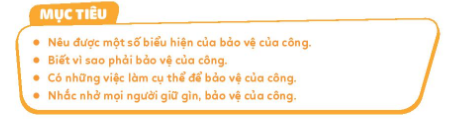 MỤC TIÊU
• Nêu được một số biểu hiện của bảo vệ của công.
• Biết vì sao phải bảo vệ của công.
• Có những việc làm cụ thể để bảo vệ của công.
• Nhắc nhở mọi người giữ gìn, bảo vệ của công.